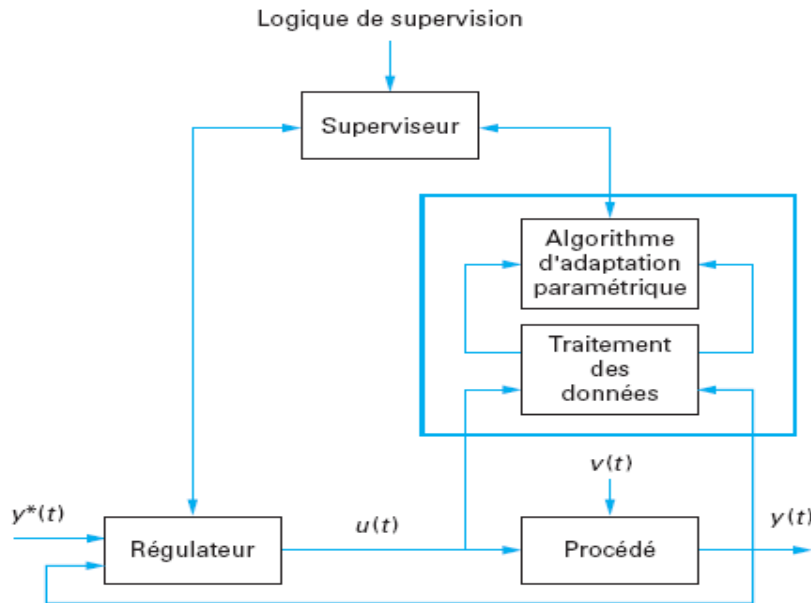 Logique de supervision
Superviseur
Algorithme
d'adaptation
paramétrique
Traitement
des
données
v(t)
y*(t)
u(t)
y(t)
Régulateur
Procédé